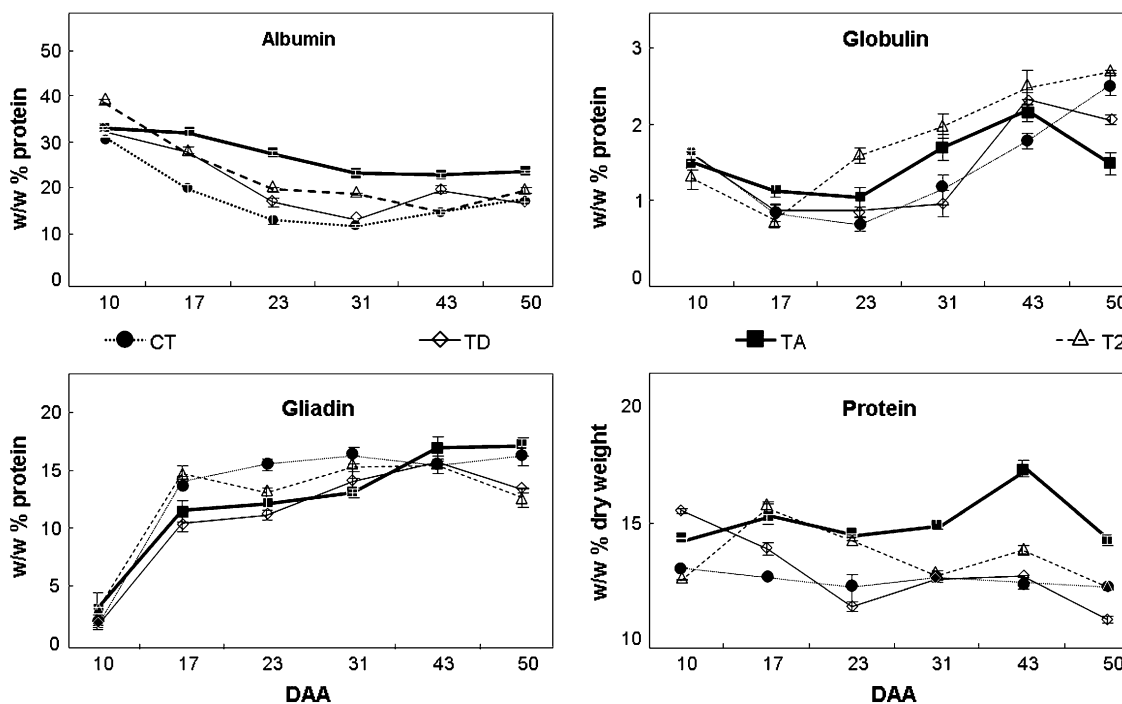 Albumin
w/w % protein
50
40
30
20
10
0
10 17 23 31 43 50
Globulin
w/w % protein
3
2
1
0
10 17 23 31 43 50
CT TD TA T2
Gliadin
w/w % protein
20
15
10
5
0
10 17 23 31 43 50
DAA
Protein
w/w % dry weight
20
15
10
10 17 23 31 43 50
DAA